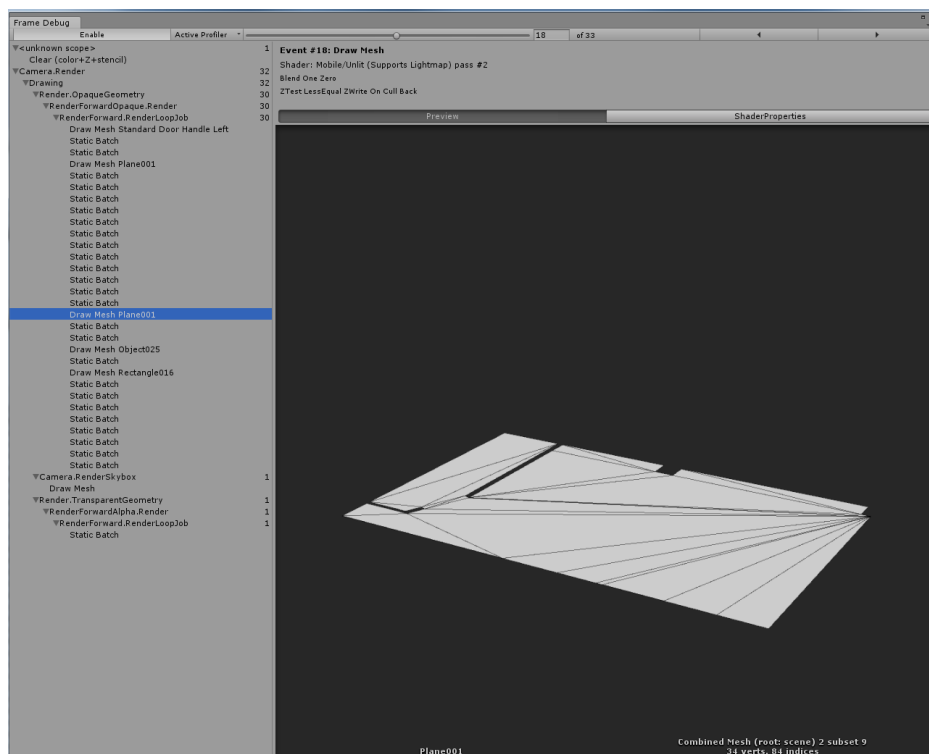 Frame Debug
Enable Active Profiler 18 of 33
<unknown scope> 1
Clear (color+Z+stencil)
Camera.Render 32
Drawing 32
Render.OpaqueGeometry 30
RenderForwardOpaque.Render 30
RenderForward.RenderLoopJob 30
Draw Mesh Standard Door Handle Left
Static Batch
Static Batch
Draw Mesh Plane001
Static Batch
Static Batch
Static Batch
Static Batch
Static Batch
Static Batch
Static Batch
Static Batch
Static Batch
Static Batch
Static Batch
Static Batch
Draw Mesh Plane001
Static Batch
Static Batch
Draw Mesh Object025
Static Batch
Draw Mesh Rectangle016
Static Batch
Static Batch
Static Batch
Static Batch
Static Batch
Static Batch
Static Batch
Static Batch
Camera.RenderSkybox 1
Draw Mesh
Render.TransparentGeometry 1
RenderForwardAlpha.Render 1
RenderForward.RenderLoopJob 1
Static Batch
Event #18: Draw Mesh
Shader: Mobile/Unlit (Supports Lightmap) pass #2
Blend One Zero
ZTest LessEqual ZWrite On Cull Back
Preview ShaderProperties
Plane001
Combined Mesh (root: scene) 2 subset 9
34 verts, 84 indices